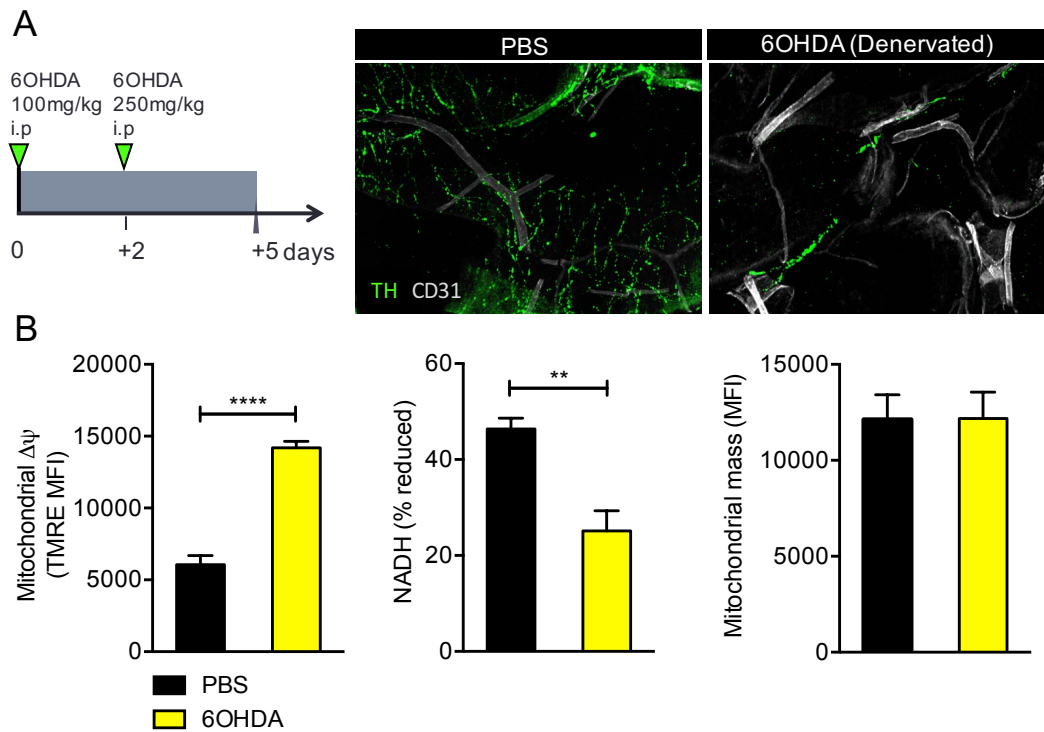 A
6OHDA
100mg/kg
i.p
6OHDA
250mg/kg
i.p
0
+2
+5 days
PBS
6OHDA (Denervated)
TH CD31
B
Mitochondrial Δψ
(TMRE MFI)
20000
15000
10000
5000
0
****
NADH (% reduced)
60
40
20
0
**
Mitochondrial mass (MFI)
15000
10000
5000
0
PBS
6OHDA